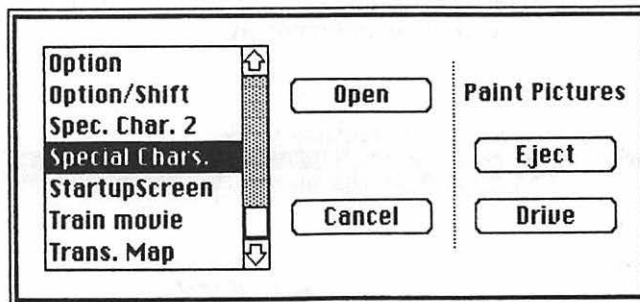 Option
Option/Shift
Spec. Char. 2
Special Chars.
StartupScreen
Train movie
Trans. Map
Open
Cancel
Paint Pictures
Eject
Drive